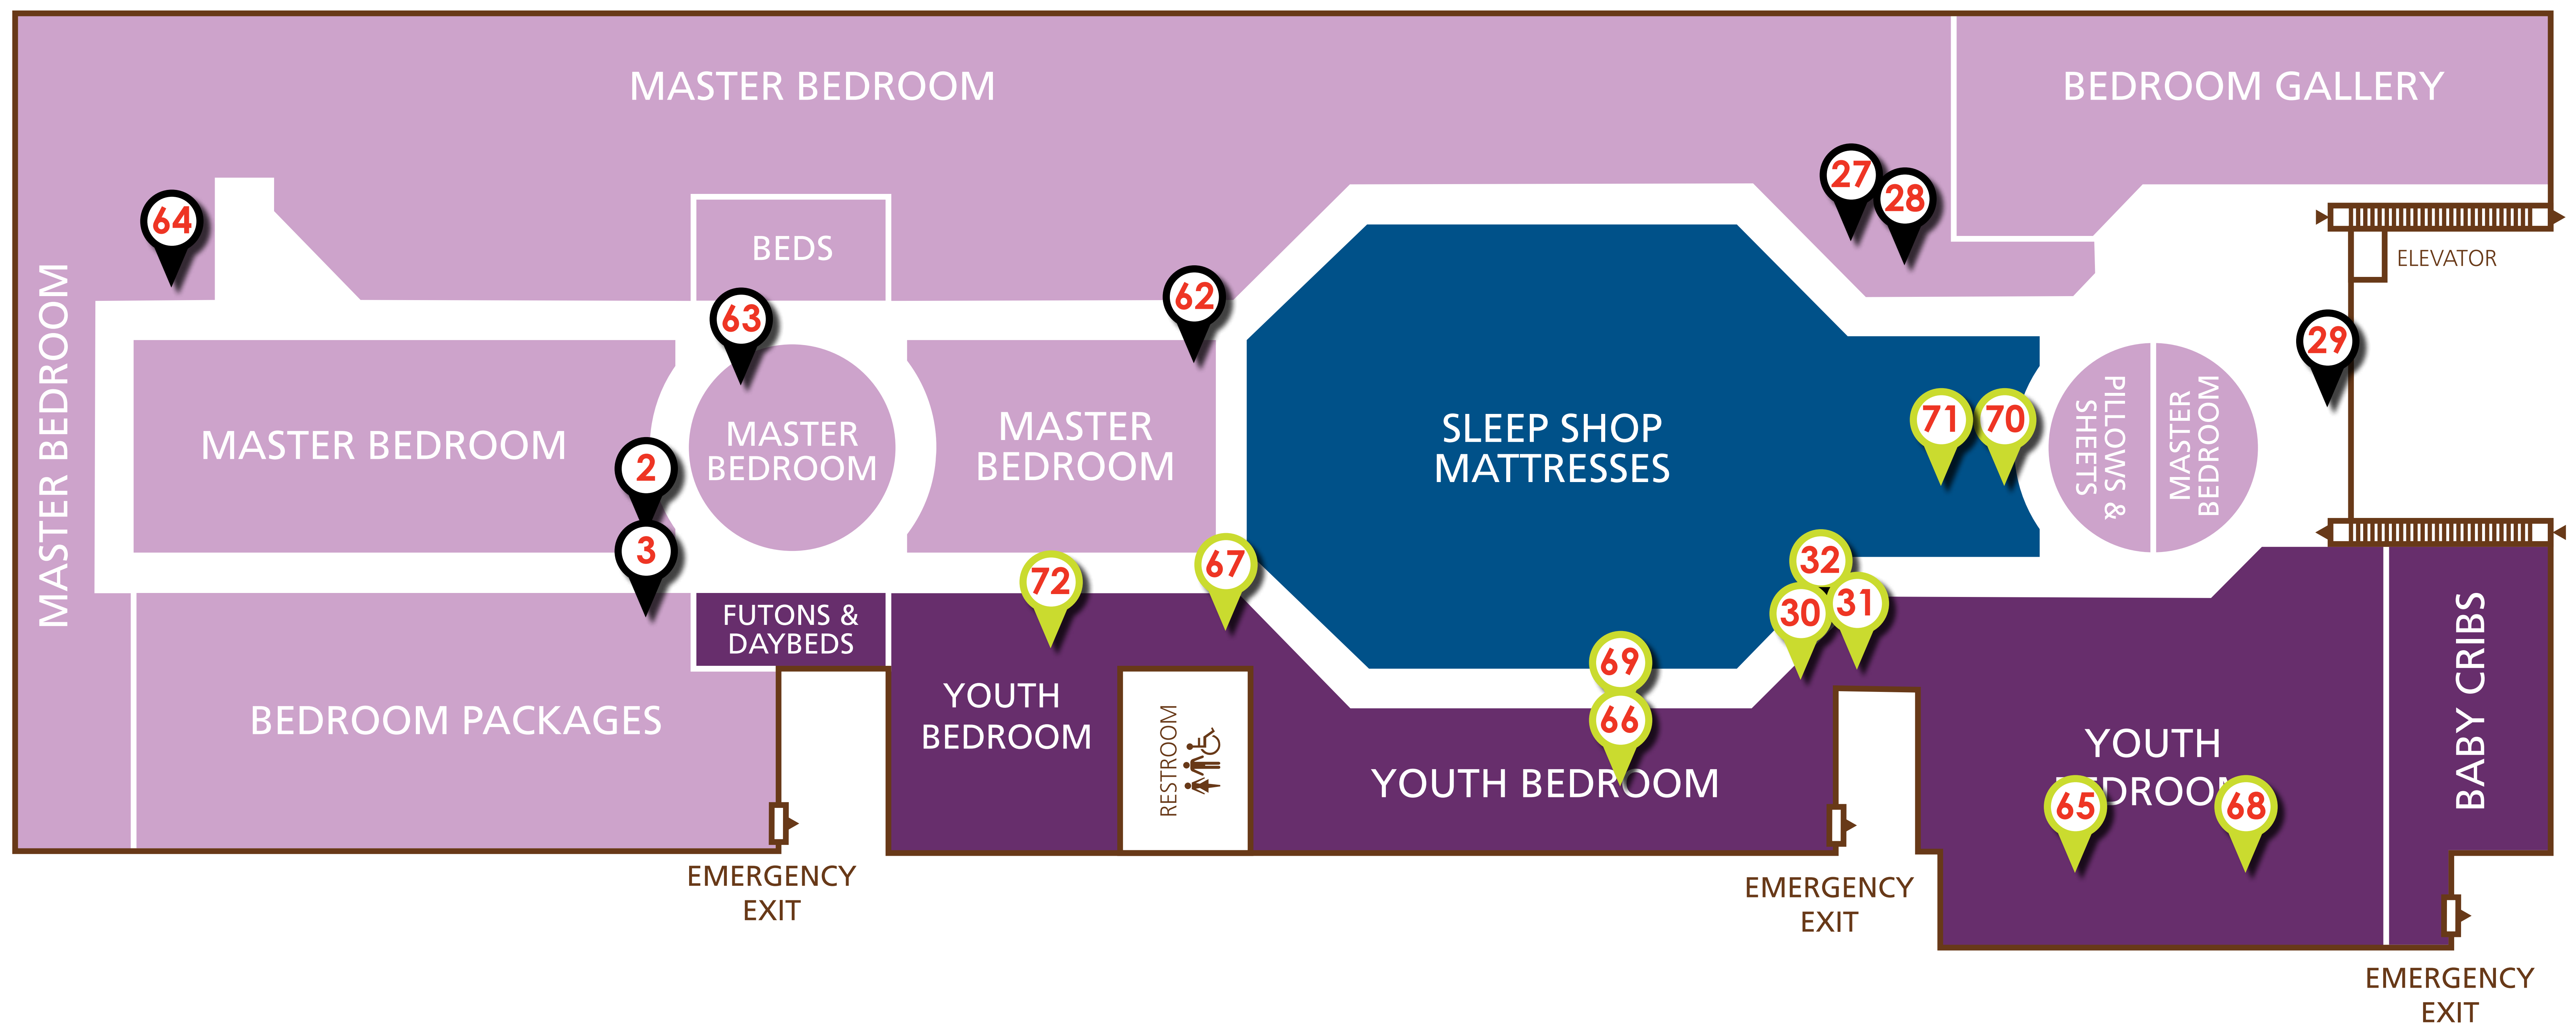 MASTER BEDROOM
BEDROOM GALLERY
27
28
64
ELEVATOR
BEDS
62
63
29
MASTER BEDROOM
MASTER BEDROOM
2
3
MASTER
BEDROOM
MASTER
BEDROOM
SLEEP SHOP
MATTRESSES
71
70
PILLOWS &
SHEETS
MASTER
BEDROOM
72
67
32
30
31
FUTONS &
DAYBEDS
69
66
BEDROOM PACKAGES
YOUTH
BEDROOM
RESTROOM
YOUTH BEDROOM
YOUTH
BEDROOM
65
68
BABY CRIBS
EMERGENCY
EXIT
EMERGENCY
EXIT
EMERGENCY
EXIT